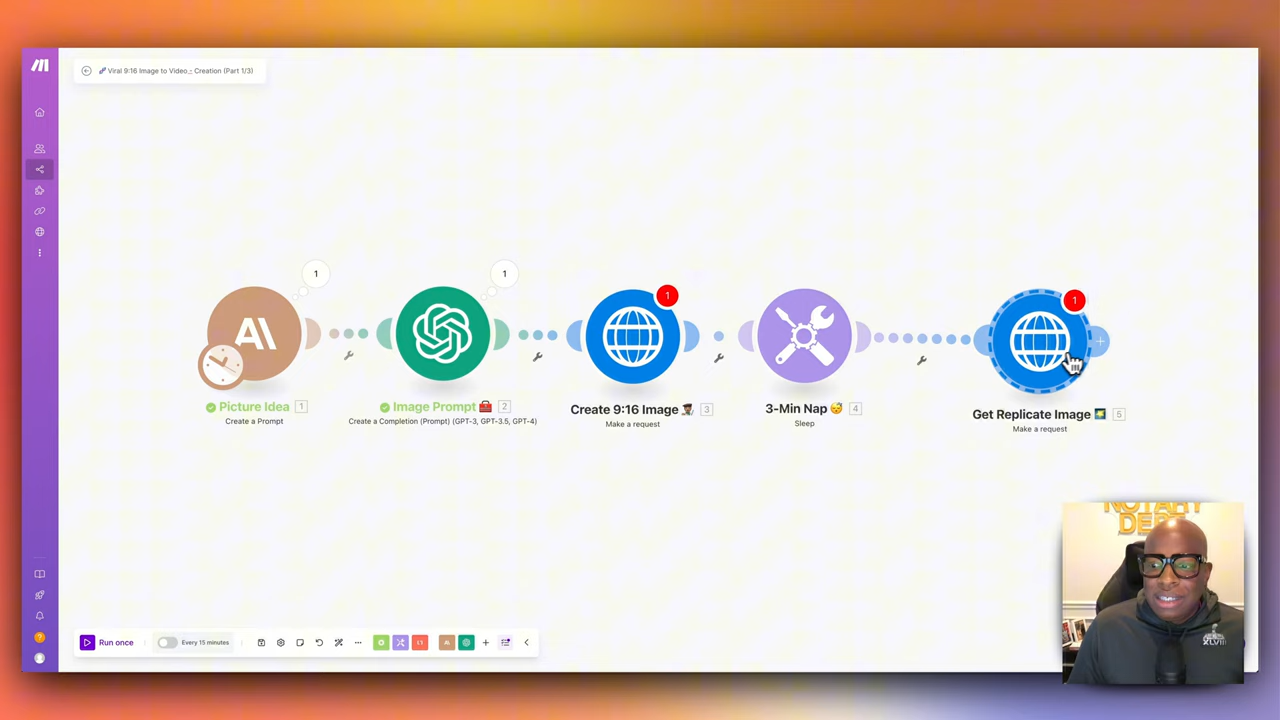 Viral 9:16 Image to Video - Creation (Part 1/3)
1
1
1
1
Picture Idea 1
Create a Prompt
Image Prompt 🧰 2
Create a Completion (Prompt) (GPT-3, GPT-3.5, GPT-4)
Create 9:16 Image 3
Make a request
3-Min Nap 😴 4
Sleep
Get Replicate Image 5
Make a request
NOTARY
XLVIII
Run once
Every 15 minutes